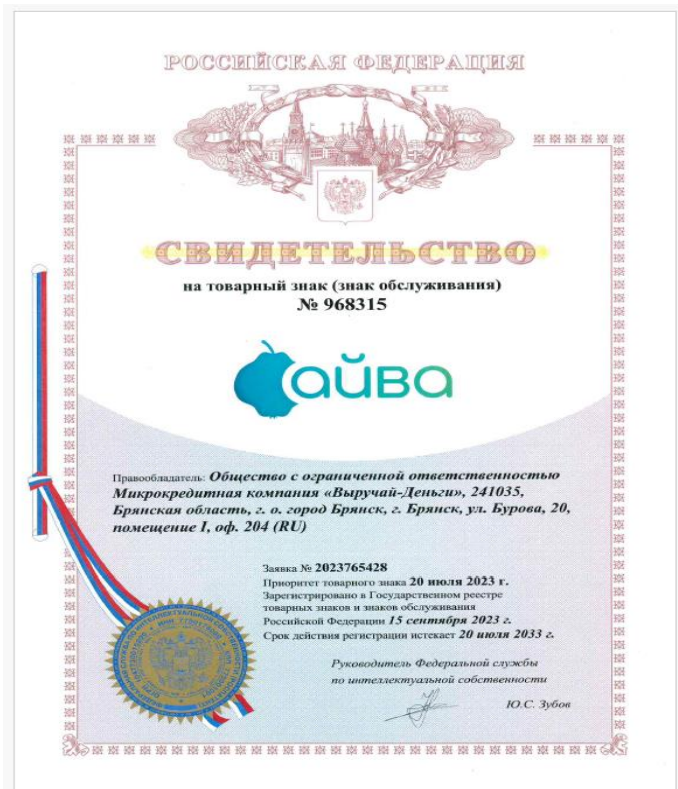 РОССИЙСКАЯ ФЕДЕРАЦИЯ
СВИДЕТЕЛЬСТВО
на товарный знак (знак обслуживания)
№ 968315
айва
Правообладатель: Общество с ограниченной ответственностью
Микрокредитная компания «Выручай-Деньги», 241035,
Брянская область, г. о. город Брянск, г. Брянск, ул. Бурова, 20,
помещение I, оф. 204 (RU)
Заявка № 2023765428
Приоритет товарного знака 20 июля 2023 г.
Зарегистрировано в Государственном реестре
товарных знаков и знаков обслуживания
Российской Федерации 15 сентября 2023 г.
Срок действия регистрации истекает 20 июля 2033 г.
Руководитель Федеральной службы
по интеллектуальной собственности
Ю.С. Зубов